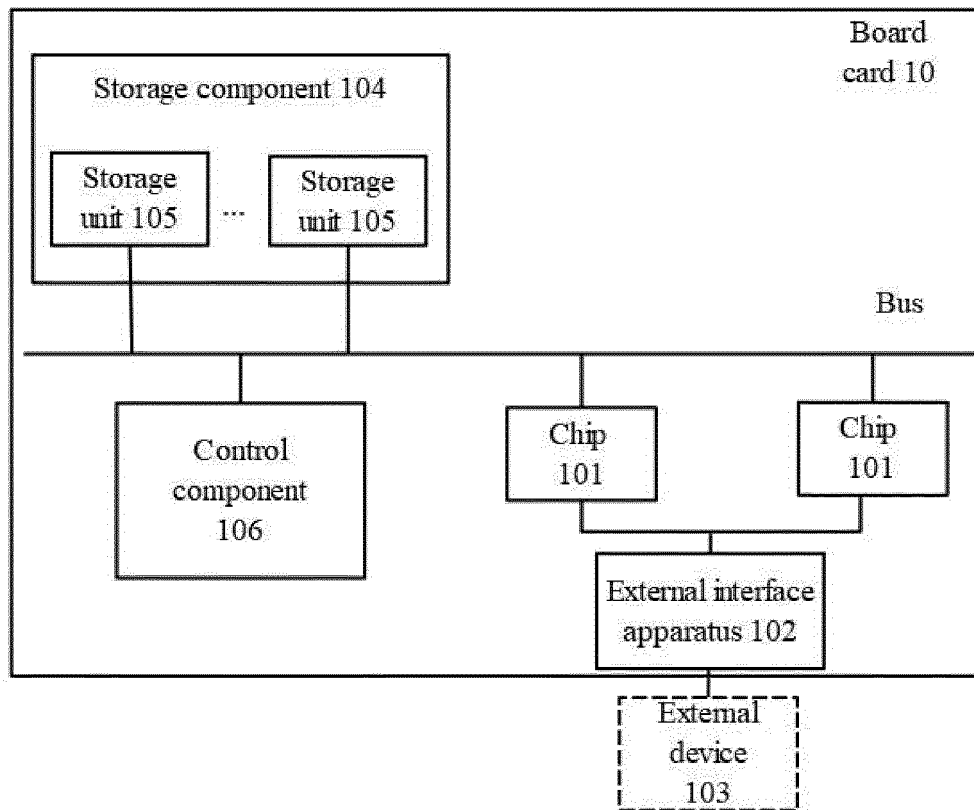 Board
card 10
Storage component 104
Storage
unit 105
...
Storage
unit 105
Bus
Control
component
106
Chip
101
Chip
101
External interface
apparatus 102
External
device
103